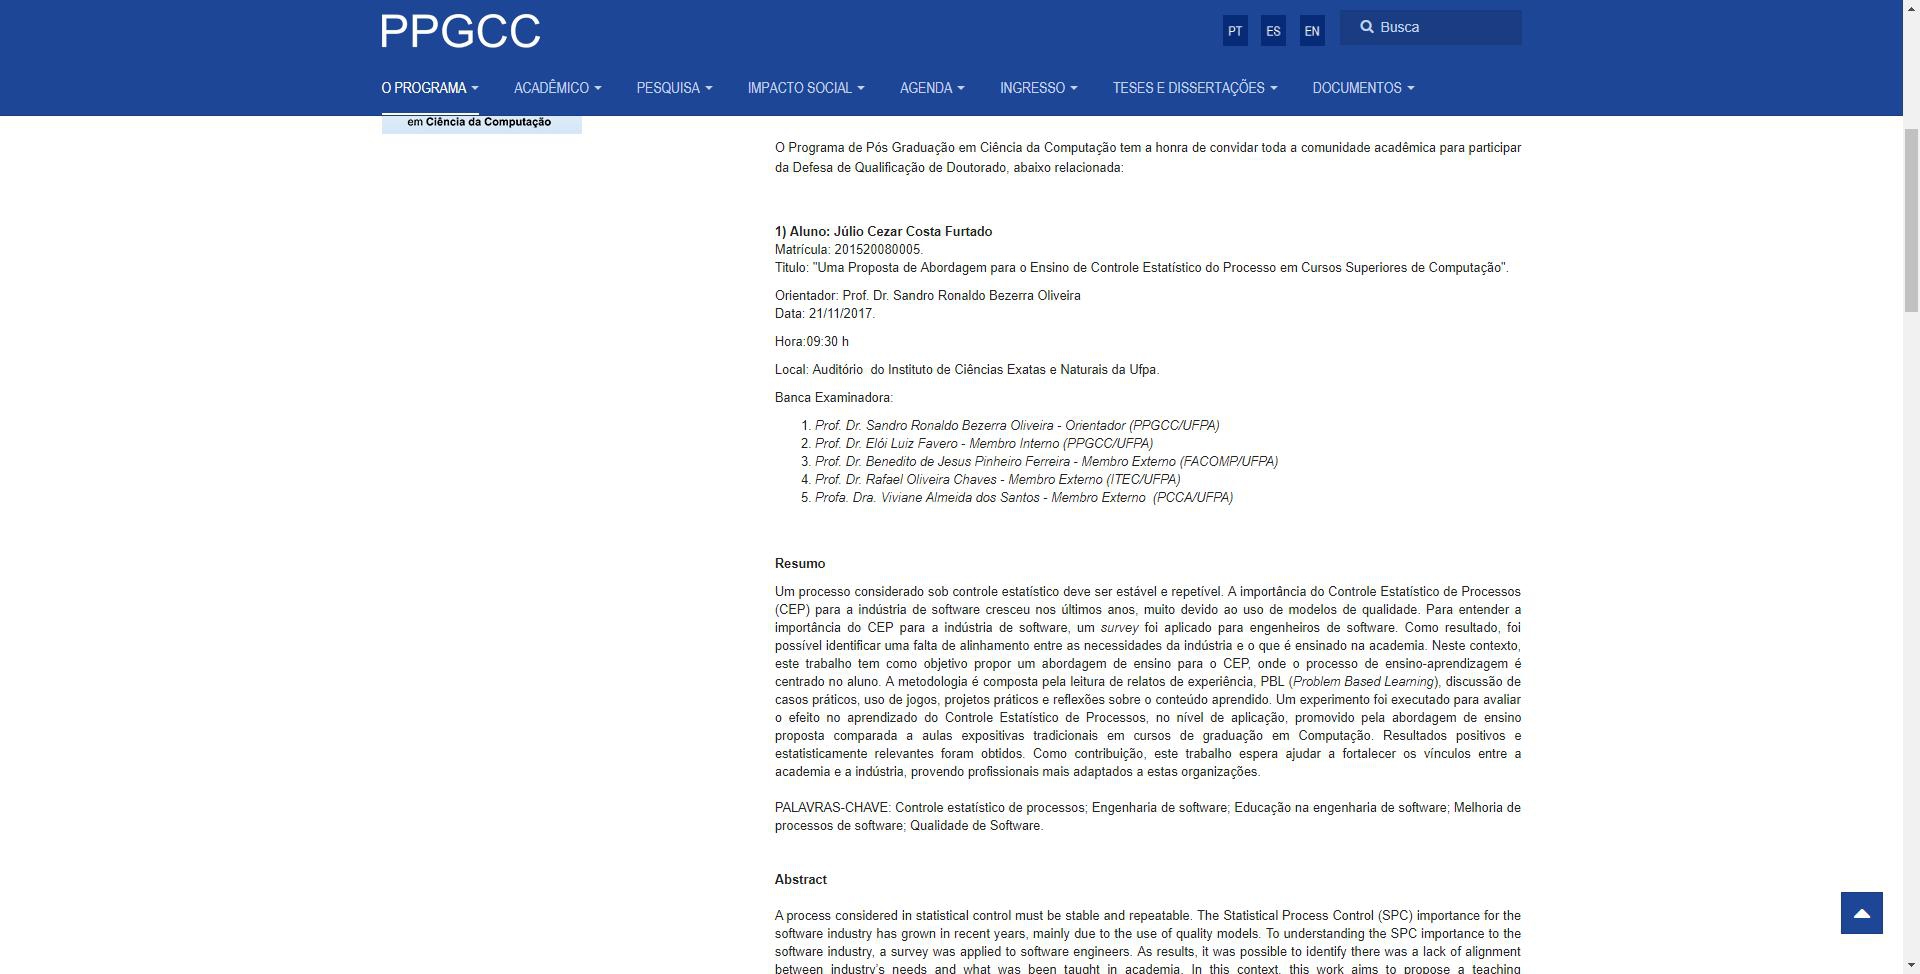 PPGCC
PT ES EN Busca
O PROGRAMA ACADÊMICO PESQUISA IMPACTO SOCIAL AGENDA INGRESSO TESES E DISSERTAÇÕES DOCUMENTOS
em Ciência da Computação
O Programa de Pós Graduação em Ciência da Computação tem a honra de convidar toda a comunidade acadêmica para participar
da Defesa de Qualificação de Doutorado, abaixo relacionada:
1) Aluno: Júlio Cezar Costa Furtado
Matrícula: 201520080005.
Titulo: "Uma Proposta de Abordagem para o Ensino de Controle Estatístico do Processo em Cursos Superiores de Computação".
Orientador: Prof. Dr. Sandro Ronaldo Bezerra Oliveira
Data: 21/11/2017.
Hora:09:30 h
Local: Auditório do Instituto de Ciências Exatas e Naturais da Ufpa.
Banca Examinadora:
1. Prof. Dr. Sandro Ronaldo Bezerra Oliveira - Orientador (PPGCC/UFPA)
2. Prof. Dr. Elói Luiz Favero - Membro Interno (PPGCC/UFPA)
3. Prof. Dr. Benedito de Jesus Pinheiro Ferreira - Membro Externo (FACOMP/UFPA)
4. Prof. Dr. Rafael Oliveira Chaves - Membro Externo (ITEC/UFPA)
5. Profa. Dra. Viviane Almeida dos Santos - Membro Externo (PCCA/UFPA)
Resumo
Um processo considerado sob controle estatístico deve ser estável e repetível. A importância do Controle Estatístico de Processos
(CEP) para a indústria de software cresceu nos últimos anos, muito devido ao uso de modelos de qualidade. Para entender a
importância do CEP para a indústria de software, um survey foi aplicado para engenheiros de software. Como resultado, foi
possível identificar uma falta de alinhamento entre as necessidades da indústria e o que é ensinado na academia. Neste contexto,
este trabalho tem como objetivo propor um abordagem de ensino para o CEP, onde o processo de ensino-aprendizagem é
centrado no aluno. A metodologia é composta pela leitura de relatos de experiência, PBL (Problem Based Learning), discussão de
casos práticos, uso de jogos, projetos práticos e reflexões sobre o conteúdo aprendido. Um experimento foi executado para avaliar
o efeito no aprendizado do Controle Estatístico de Processos, no nível de aplicação, promovido pela abordagem de ensino
proposta comparada a aulas expositivas tradicionais em cursos de graduação em Computação. Resultados positivos e
estatisticamente relevantes foram obtidos. Como contribuição, este trabalho espera ajudar a fortalecer os vínculos entre a
academia e a indústria, provendo profissionais mais adaptados a estas organizações.
PALAVRAS-CHAVE: Controle estatístico de processos; Engenharia de software; Educação na engenharia de software; Melhoria de
processos de software; Qualidade de Software.
Abstract
A process considered in statistical control must be stable and repeatable. The Statistical Process Control (SPC) importance for the
software industry has grown in recent years, mainly due to the use of quality models. To understanding the SPC importance to the
software industry, a survey was applied to software engineers. As results, it was possible to identify there was a lack of alignment
between industry's needs and what was been taught in academia. In this context, this work aims to propose a teaching